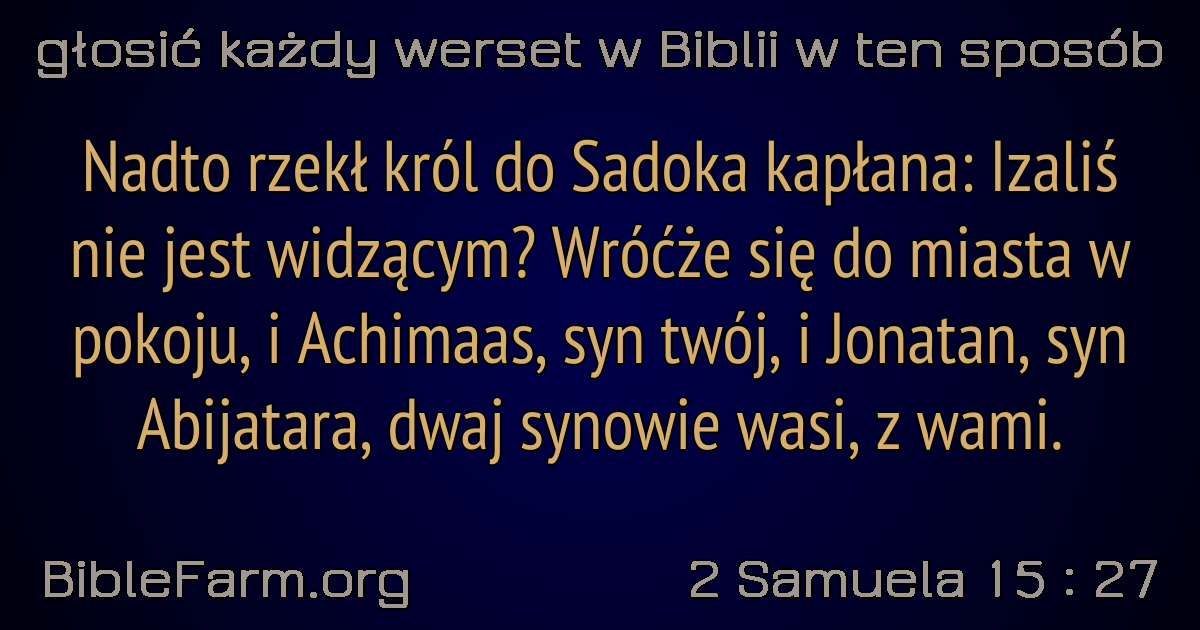 głosić każdy werset w Biblii w ten sposób
Nadto rzekł król do Sadoka kapłana: Izaliś
nie jest widzącym? Wróćże się do miasta w
pokoju, i Achimaas, syn twój, i Jonatan, syn
Abijatara, dwaj synowie wasi, z wami.
BibleFarm.org
2 Samuela 15 : 27